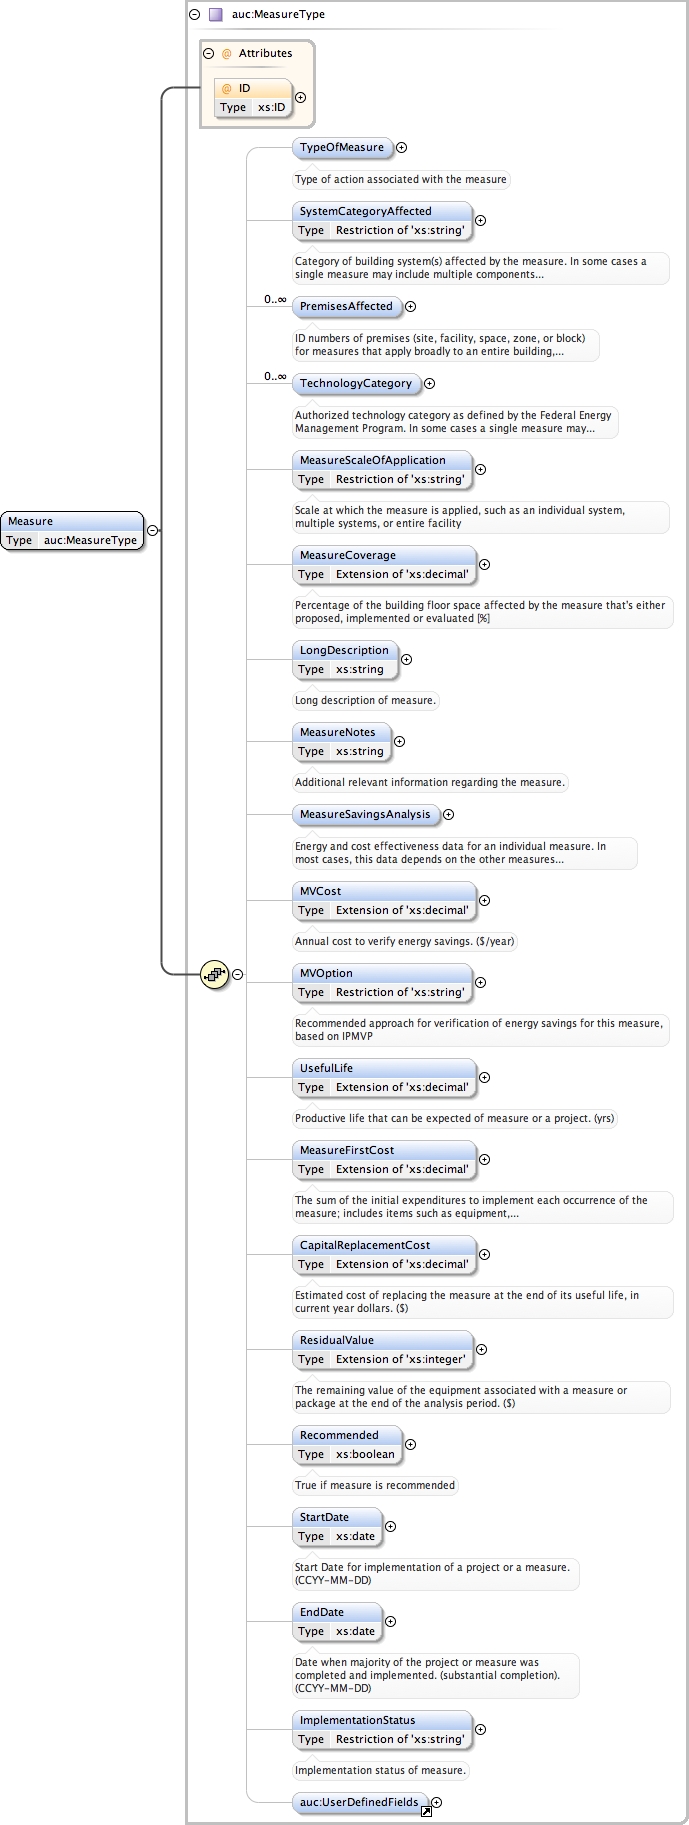 auc:MeasureType
@ Attributes
@ ID
Type xs:ID
TypeOfMeasure
Type of action associated with the measure
SystemCategoryAffected
Type Restriction of 'xs:string'
Category of building system(s) affected by the measure. In some cases a
single measure may include multiple components...
0..∞
PremisesAffected
ID numbers of premises (site, facility, space, zone, or block)
for measures that apply broadly to an entire building,...
0..∞
TechnologyCategory
Authorized technology category as defined by the Federal Energy
Management Program. In some cases a single measure may...
MeasureScaleOfApplication
Type Restriction of 'xs:string'
Scale at which the measure is applied, such as an individual system,
multiple systems, or entire facility
Measure
Type auc:MeasureType
MeasureCoverage
Type Extension of 'xs:decimal'
Percentage of the building floor space affected by the measure that's either
proposed, implemented or evaluated [%]
LongDescription
Type xs:string
Long description of measure.
MeasureNotes
Type xs:string
Additional relevant information regarding the measure.
MeasureSavingsAnalysis
Energy and cost effectiveness data for an individual measure. In
most cases, this data depends on the other measures...
MVCost
Type Extension of 'xs:decimal'
Annual cost to verify energy savings. ($/year)
MVOption
Type Restriction of 'xs:string'
Recommended approach for verification of energy savings for this measure,
based on IPMVP
UsefulLife
Type Extension of 'xs:decimal'
Productive life that can be expected of measure or a project. (yrs)
MeasureFirstCost
Type Extension of 'xs:decimal'
The sum of the initial expenditures to implement each occurrence of the
measure; includes items such as equipment,...
CapitalReplacementCost
Type Extension of 'xs:decimal'
Estimated cost of replacing the measure at the end of its useful life, in
current year dollars. ($)
ResidualValue
Type Extension of 'xs:integer'
The remaining value of the equipment associated with a measure or
package at the end of the analysis period. ($)
Recommended
Type xs:boolean
True if measure is recommended
StartDate
Type xs:date
Start Date for implementation of a project or a measure.
(CCYY-MM-DD)
EndDate
Type xs:date
Date when majority of the project or measure was
completed and implemented. (substantial completion).
(CCYY-MM-DD)
ImplementationStatus
Type Restriction of 'xs:string'
Implementation status of measure.
auc:UserDefinedFields